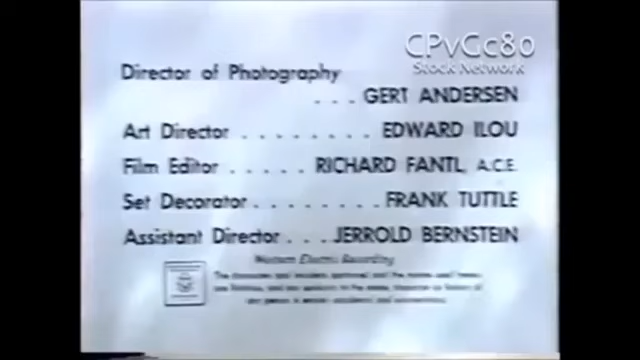 CPvGc80
Stock Network
Director of Photography
. . . GERT ANDERSEN
Art Director . . . . . . . . EDWARD ILOU
Film Editor . . . . . RICHARD FANTL, A.C.E.
Set Decorator . . . . . . . . FRANK TUTTLE
Assistant Director . . . JERROLD BERNSTEIN
Western Electric Recording